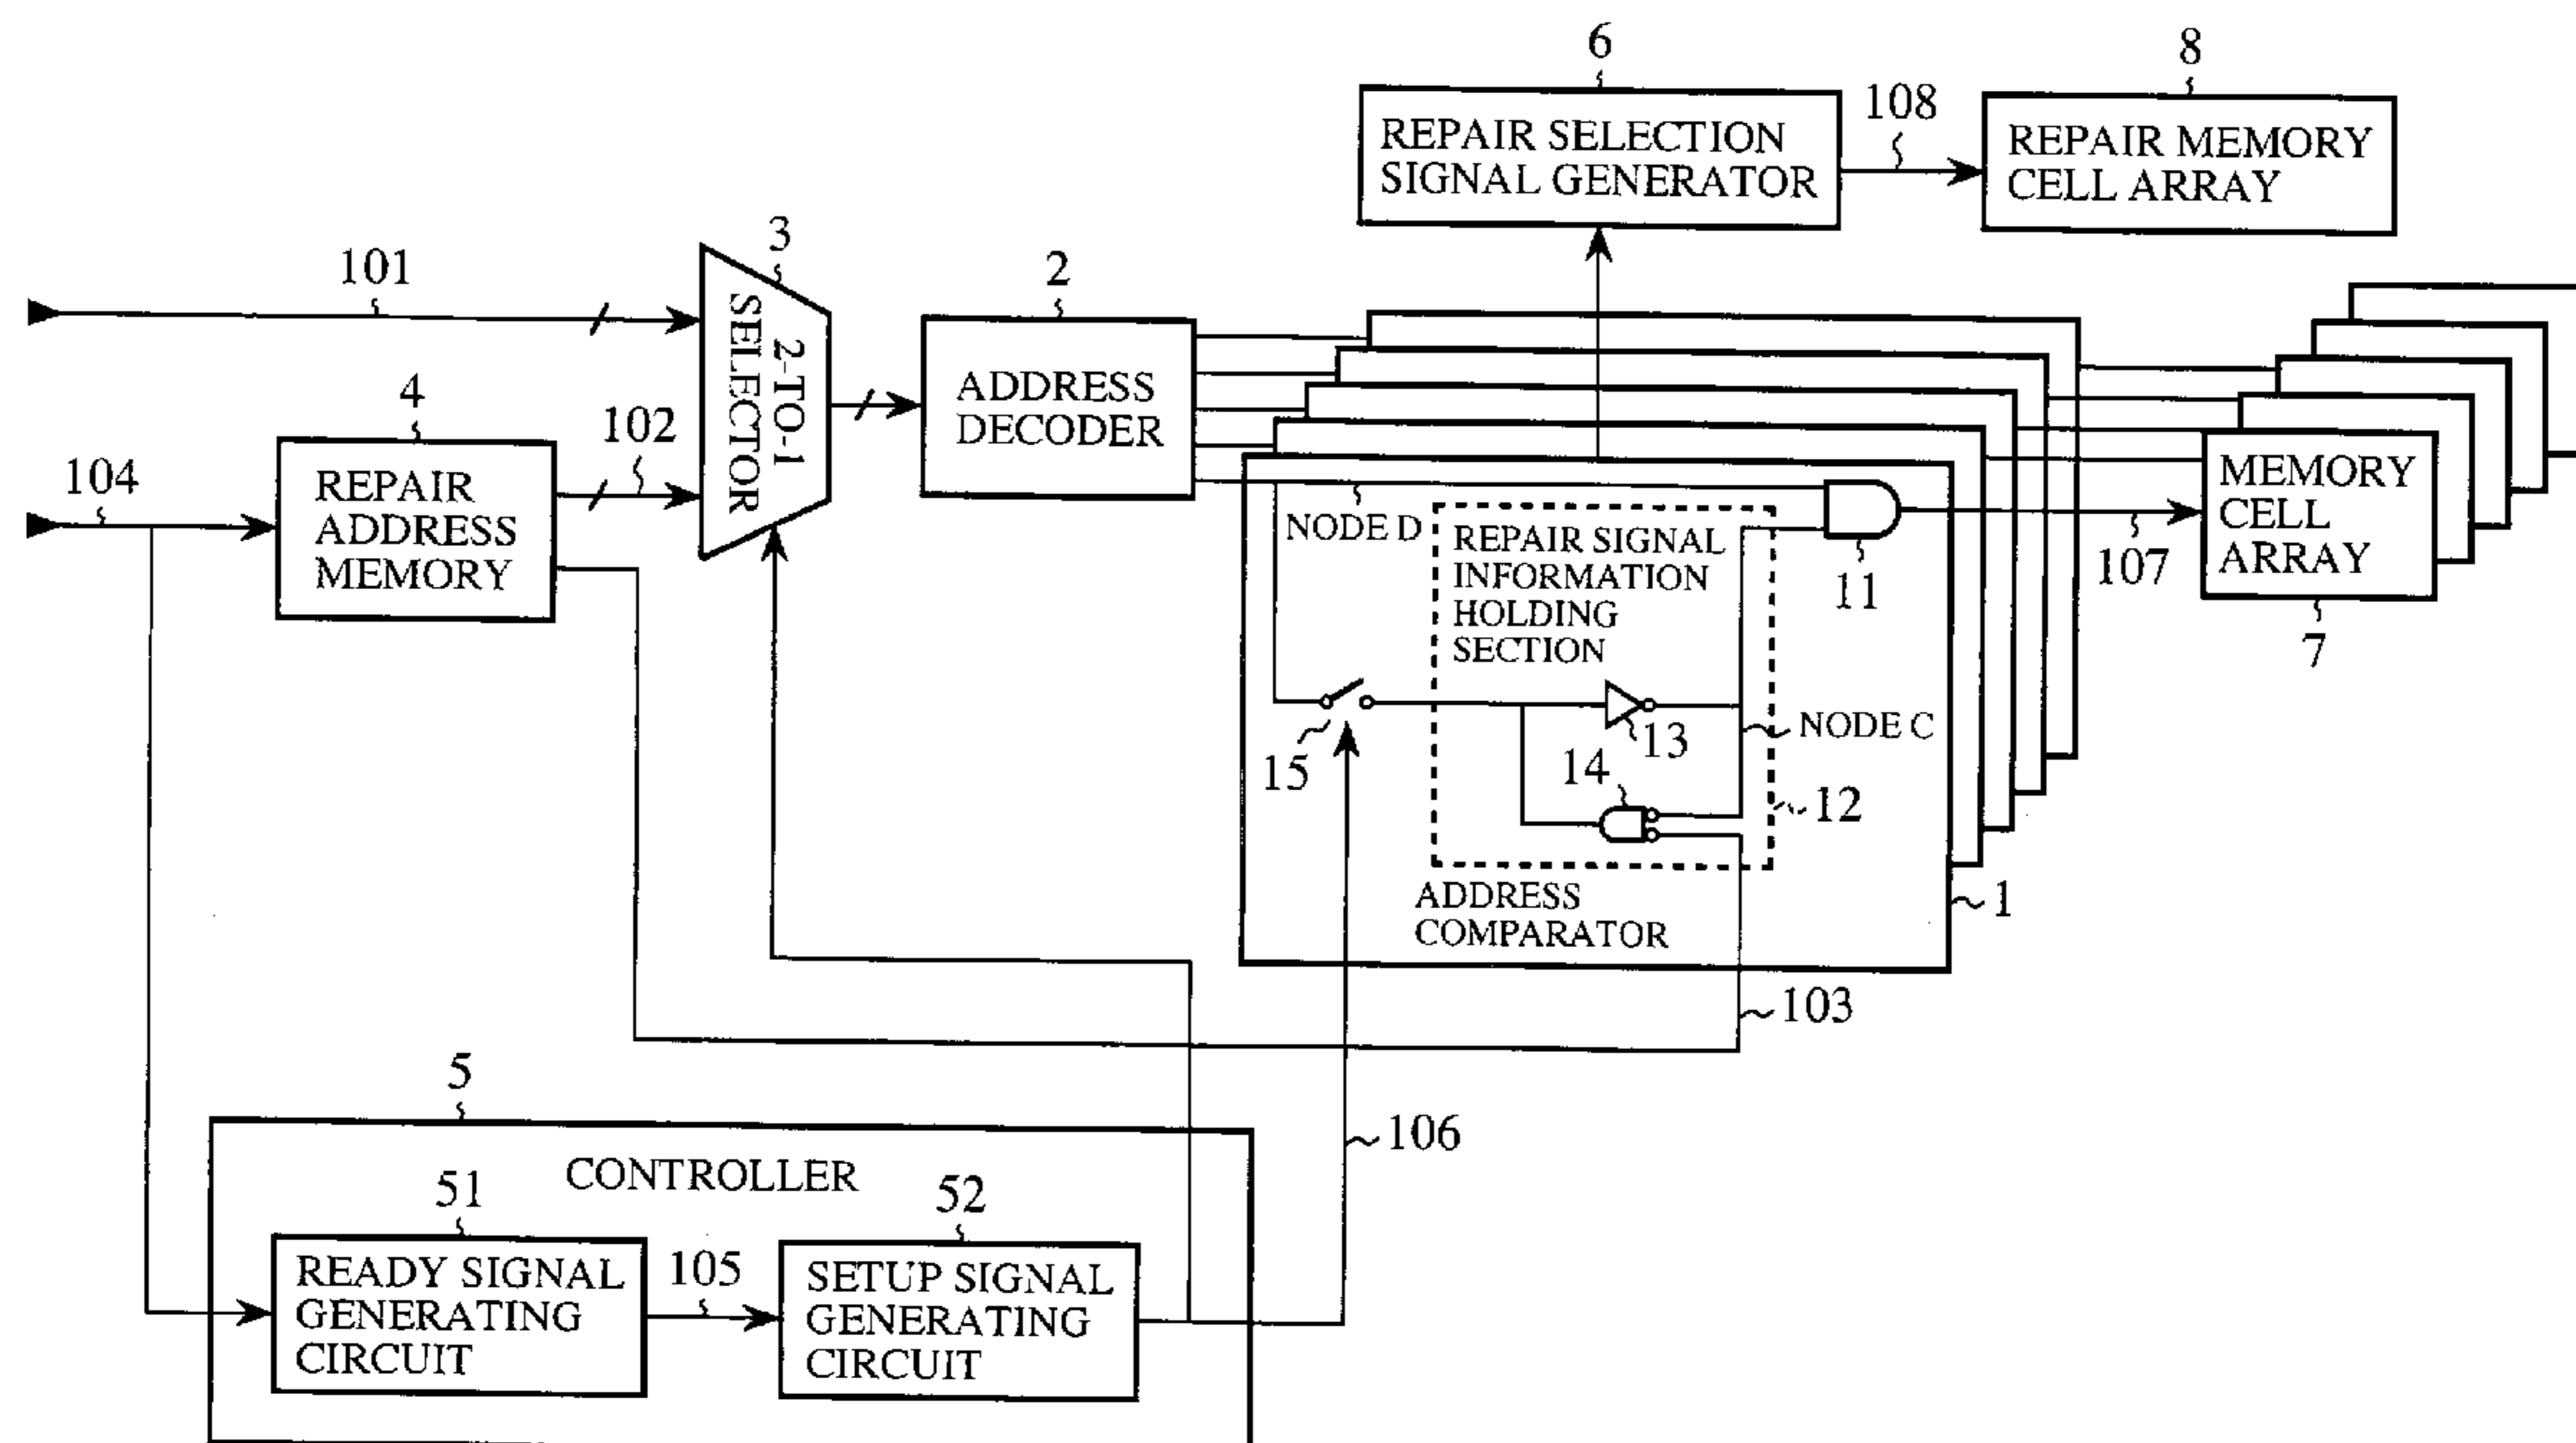 6
8
REPAIR SELECTION
SIGNAL GENERATOR
108
REPAIR MEMORY
CELL ARRAY
101
3
2-TO-1
SELECTOR
2
ADDRESS
DECODER
4
102
104
REPAIR
ADDRESS
MEMORY
NODE D
REPAIR SIGNAL
INFORMATION
HOLDING
SECTION
11
107
MEMORY
CELL
ARRAY
7
15
13
NODE C
14
12
ADDRESS
COMPARATOR
1
103
5
106
CONTROLLER
51
52
READY SIGNAL
GENERATING
CIRCUIT
105
SETUP SIGNAL
GENERATING
CIRCUIT